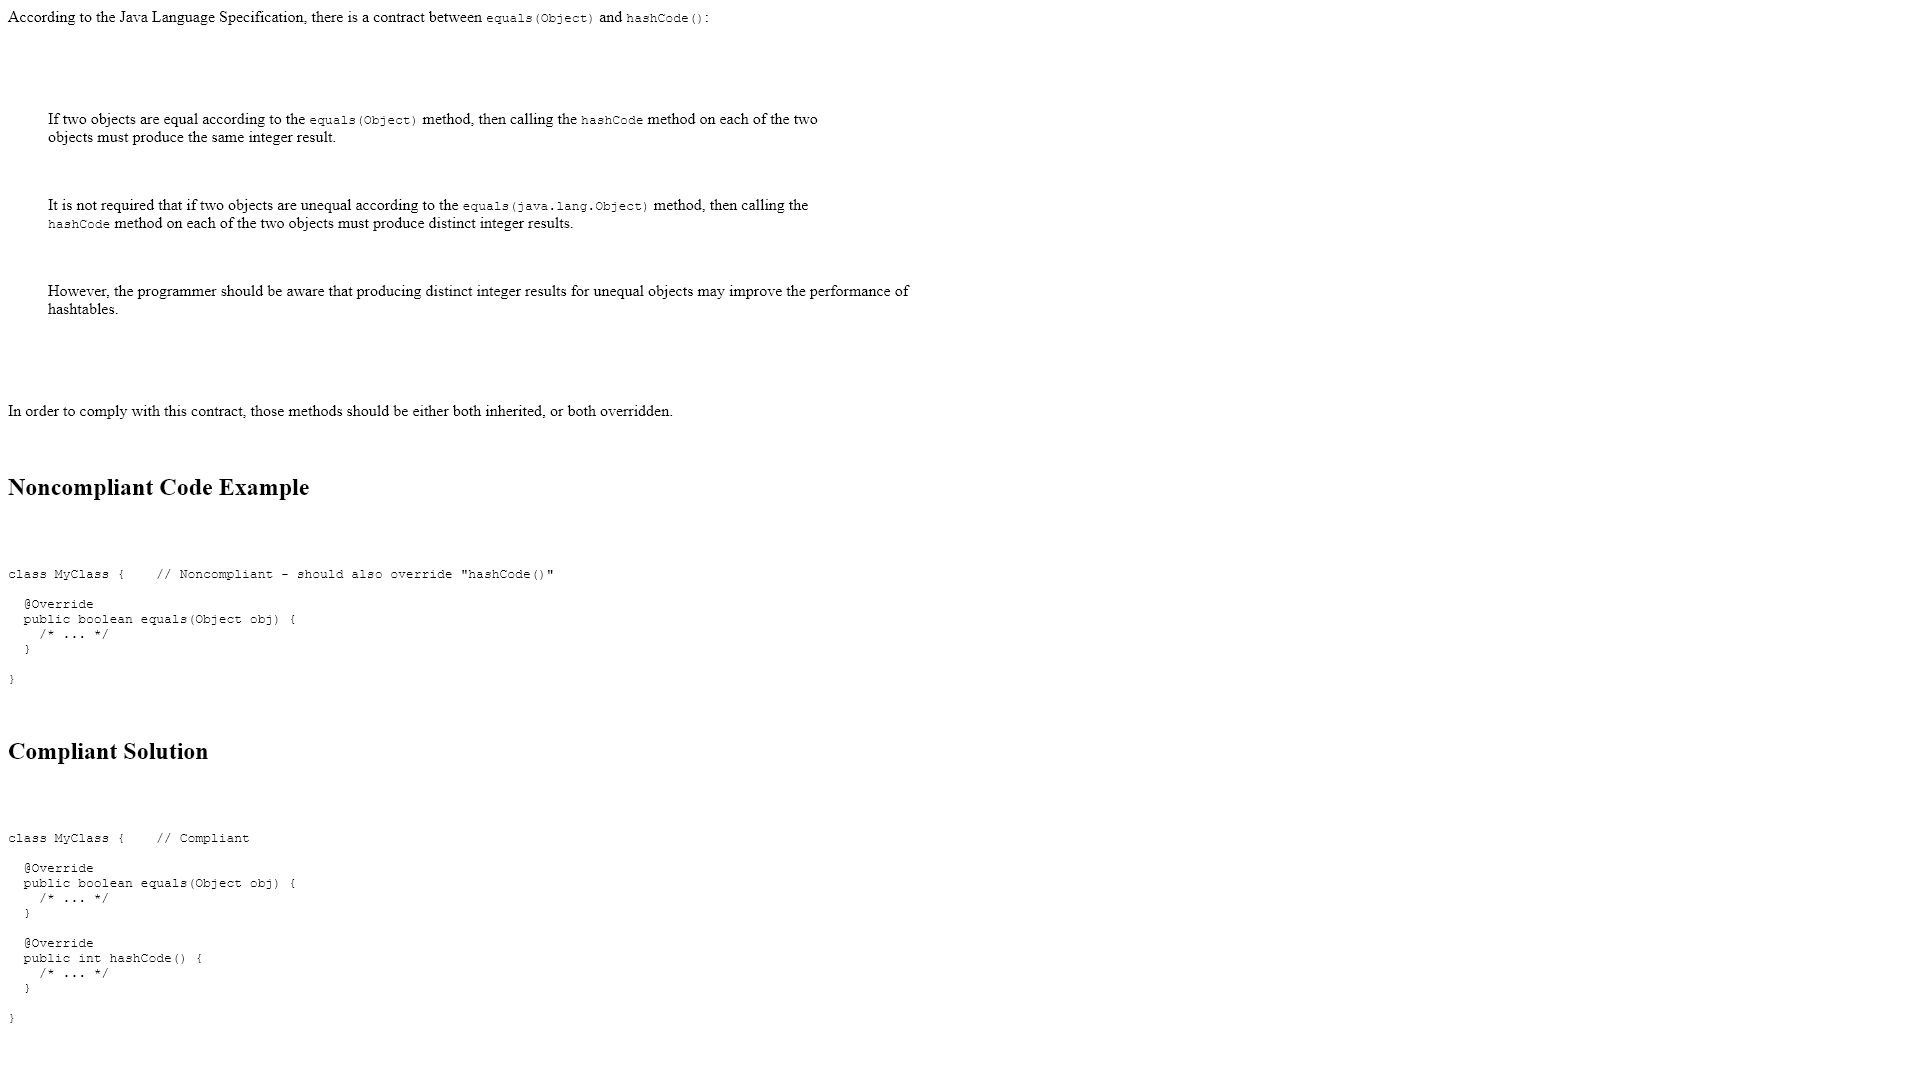 According to the Java Language Specification, there is a contract between equals(Object) and hashCode():
If two objects are equal according to the equals(Object) method, then calling the hashCode method on each of the two
objects must produce the same integer result.
It is not required that if two objects are unequal according to the equals(java.lang.Object) method, then calling the
hashCode method on each of the two objects must produce distinct integer results.
However, the programmer should be aware that producing distinct integer results for unequal objects may improve the performance of
hashtables.
In order to comply with this contract, those methods should be either both inherited, or both overridden.
Noncompliant Code Example
class MyClass {    // Noncompliant - should also override "hashCode()"
  @Override
  public boolean equals(Object obj) {
    /* ... */
  }
}
Compliant Solution
class MyClass {    // Compliant
  @Override
  public boolean equals(Object obj) {
    /* ... */
  }
  @Override
  public int hashCode() {
    /* ... */
  }
}